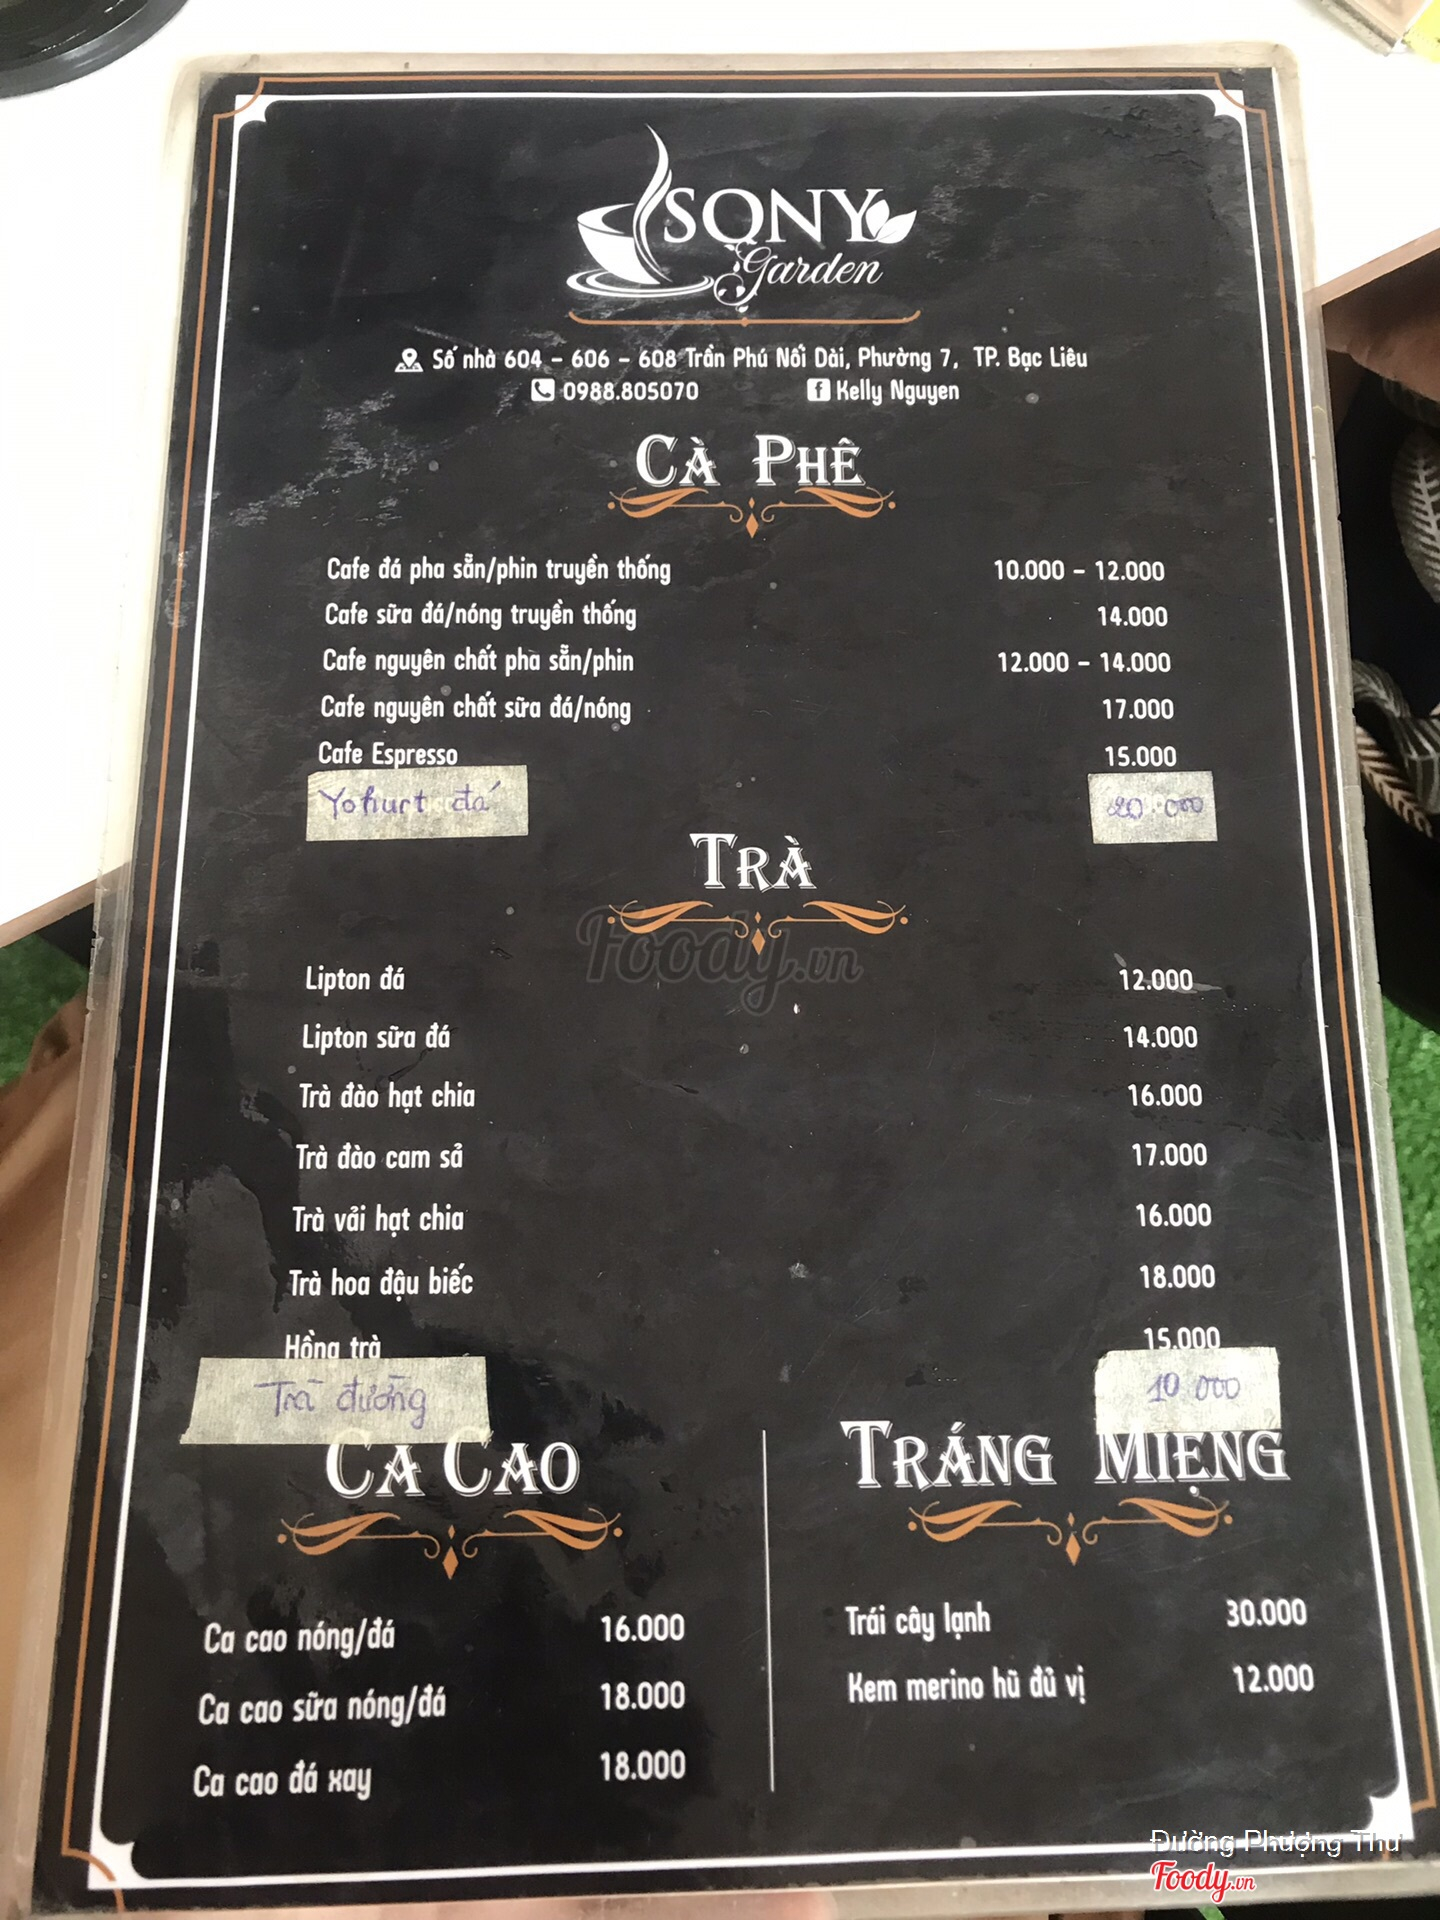 SONY
Garden
Số nhà 604 - 606 - 608 Trần Phú Nối Dài, Phường 7, TP. Bạc Liêu
0988.805070 Kelly Nguyen
CÀ PHÊ
Cafe đá pha sẵn/phin truyền thống 10.000 - 12.000
Cafe sữa đá/nóng truyền thống 14.000
Cafe nguyên chất pha sẵn/phin 12.000 - 14.000
Cafe nguyên chất sữa đá/nóng 17.000
Cafe Espresso 15.000
Yohurt đá 20.000
TRÀ
Foody.vn
Lipton đá 12.000
Lipton sữa đá 14.000
Trà đào hạt chia 16.000
Trà đào cam sả 17.000
Trà vải hạt chia 16.000
Trà hoa đậu biếc 18.000
Hồng trà 15.000
Trà đường 10 000
CA CAO
Ca cao nóng/đá 16.000
Ca cao sữa nóng/đá 18.000
Ca cao đá xay 18.000
TRÁNG MIỆNG
Trái cây lạnh 30.000
Kem merino hũ đủ vị 12.000
Đường Phượng Thư
Foody.vn